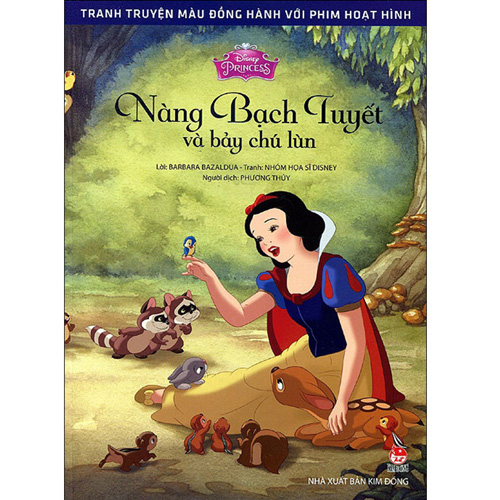 TRANH TRUYỆN MÀU ĐỒNG HÀNH VỚI PHIM HOẠT HÌNH
Disney
PRINCESS
Nàng Bạch Tuyết
và bảy chú lùn
Lời: BARBARA BAZALDUA - Tranh: NHÓM HỌA SĨ DISNEY
Người dịch: PHƯƠNG THÙY
NHÀ XUẤT BẢN KIM ĐỒNG